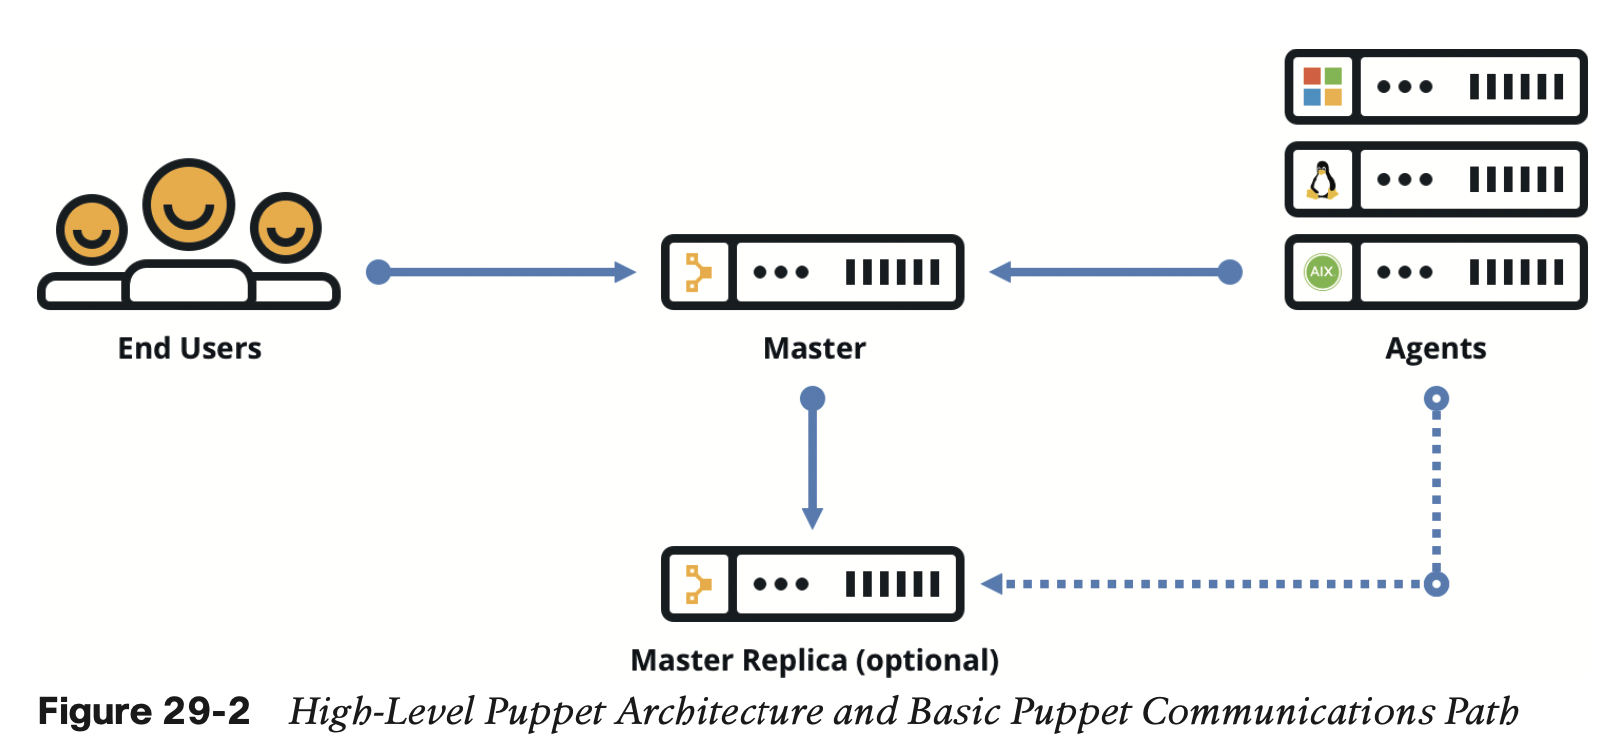 AIX
End Users
Master
Agents
Master Replica (optional)
Figure 29-2 High-Level Puppet Architecture and Basic Puppet Communications Path